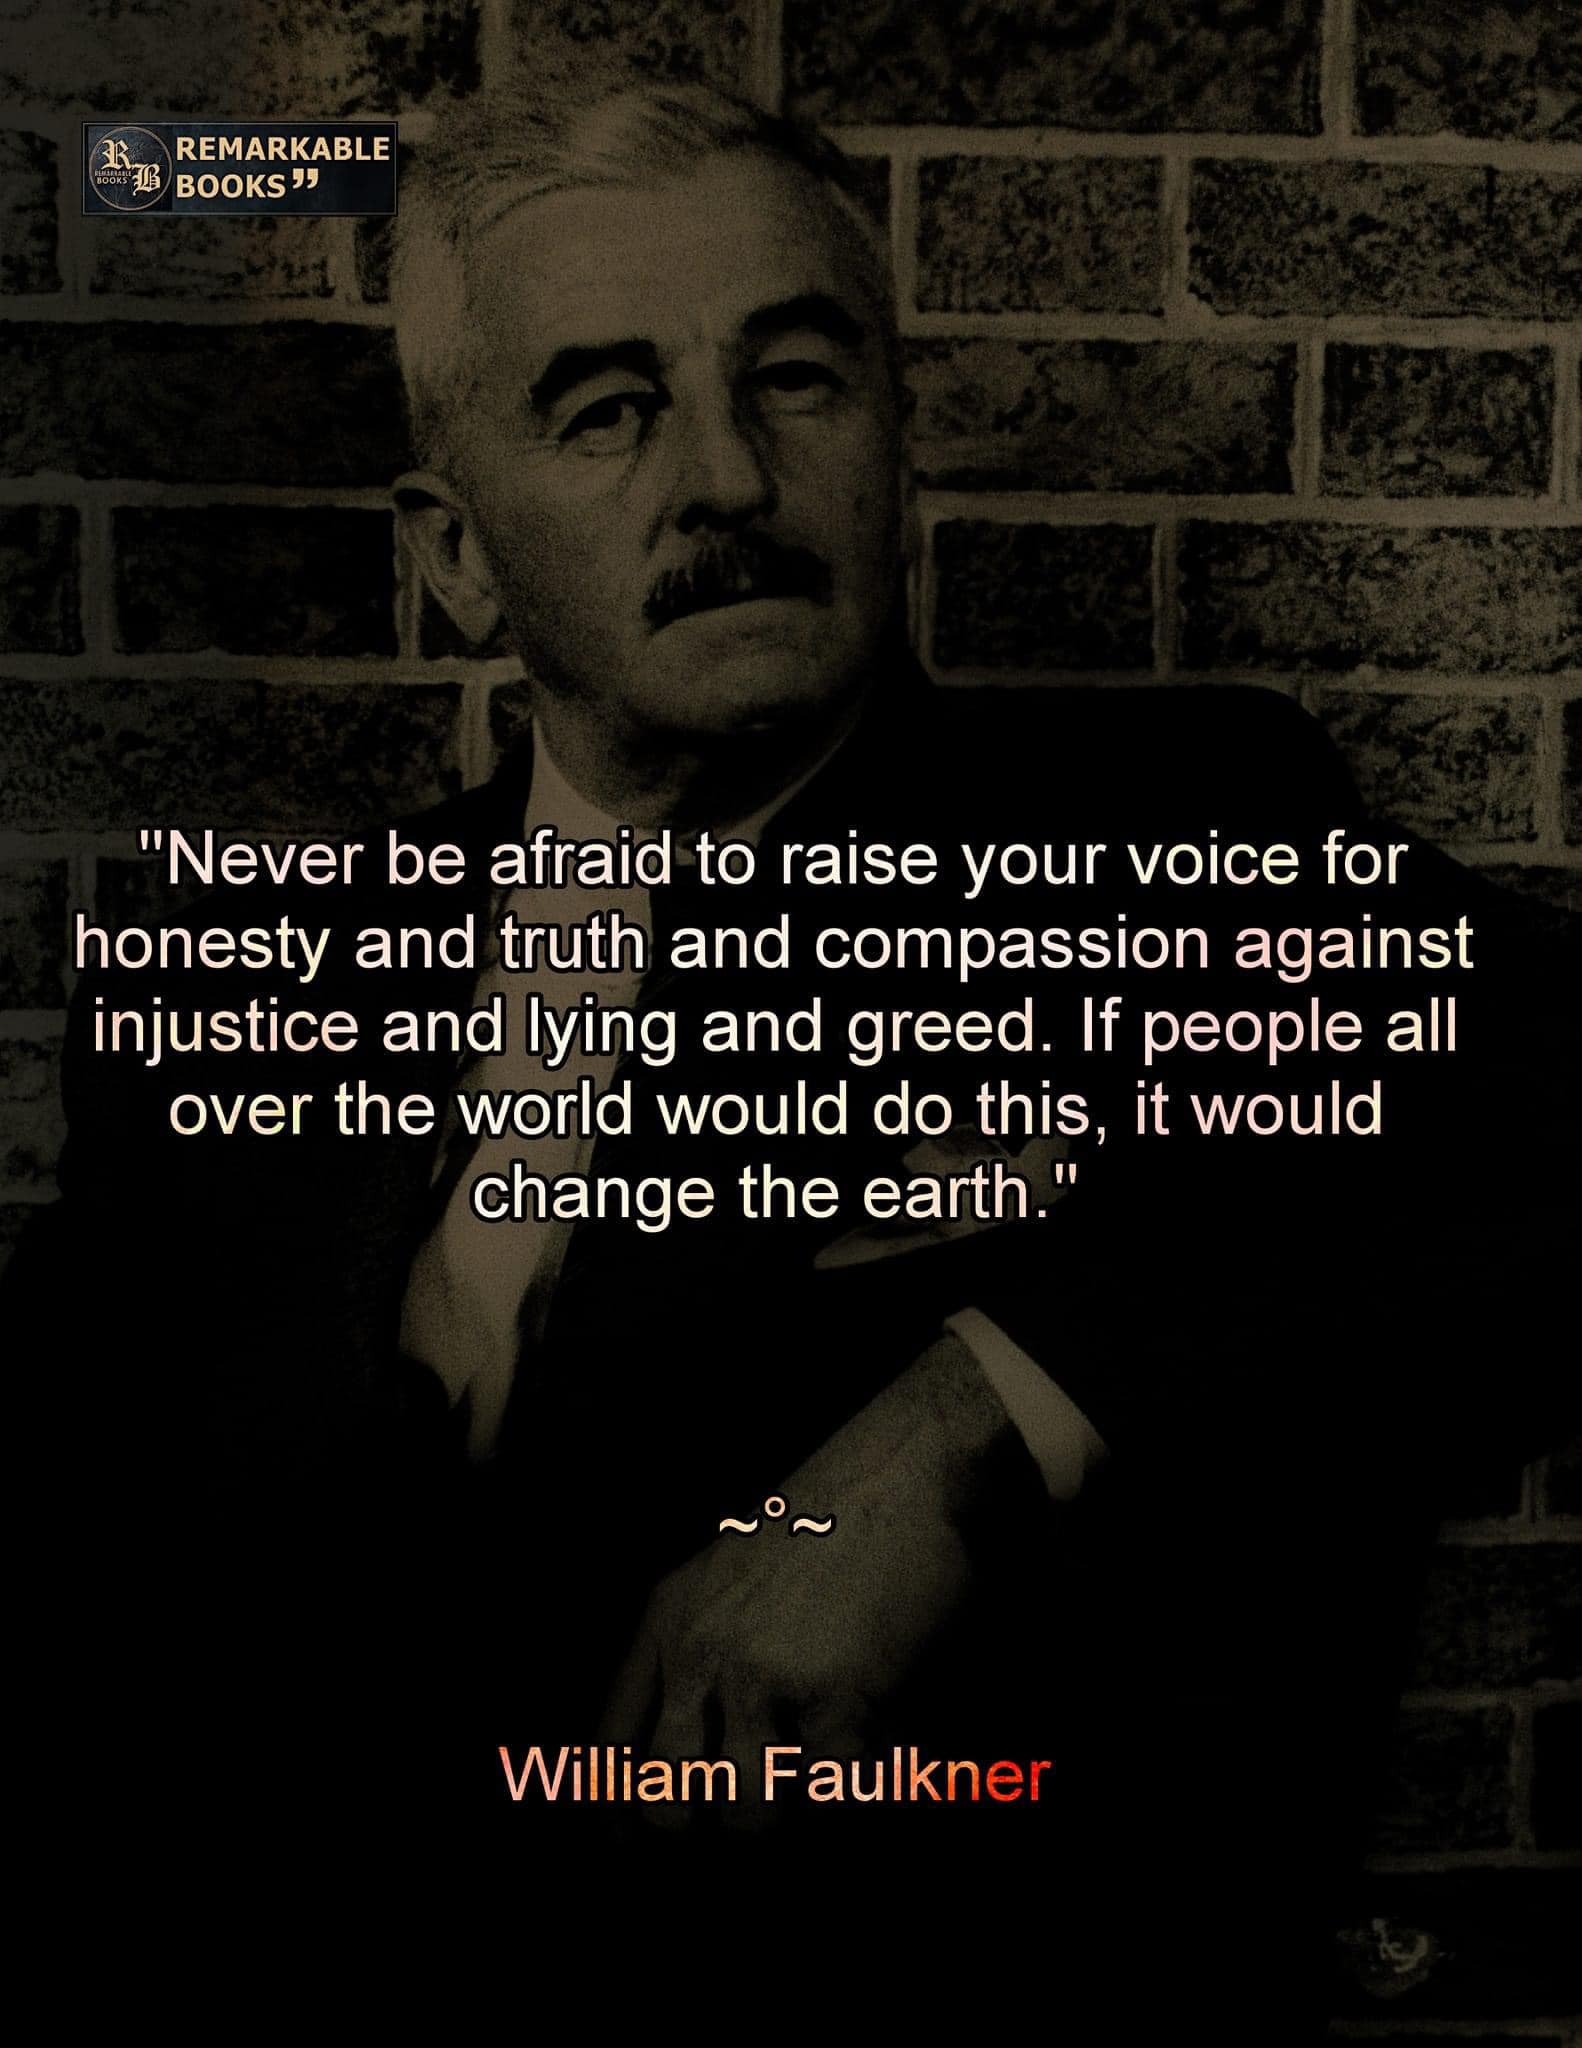 REMARKABLE
BOOKS”
R
REMARKABLE
BOOKS
B
"Never be afraid to raise your voice for
honesty and truth and compassion against
injustice and lying and greed. If people all
over the world would do this, it would
change the earth."
~°~
William Faulkner